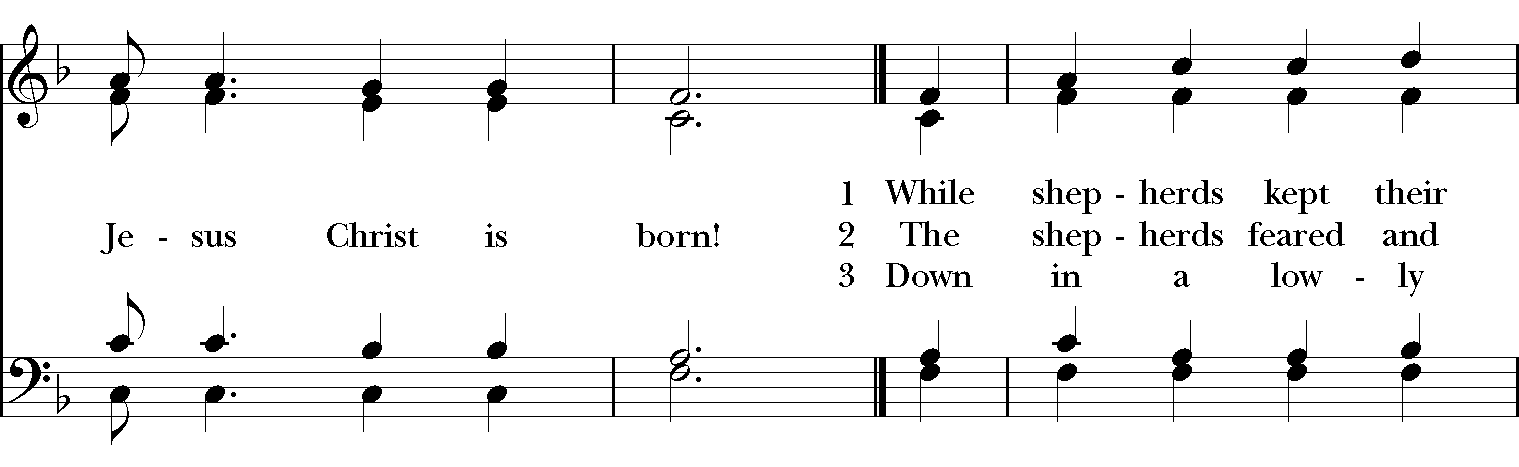 1 While shep - herds kept their
Je - sus Christ is born! 2 The shep - herds feared and
3 Down in a low - ly